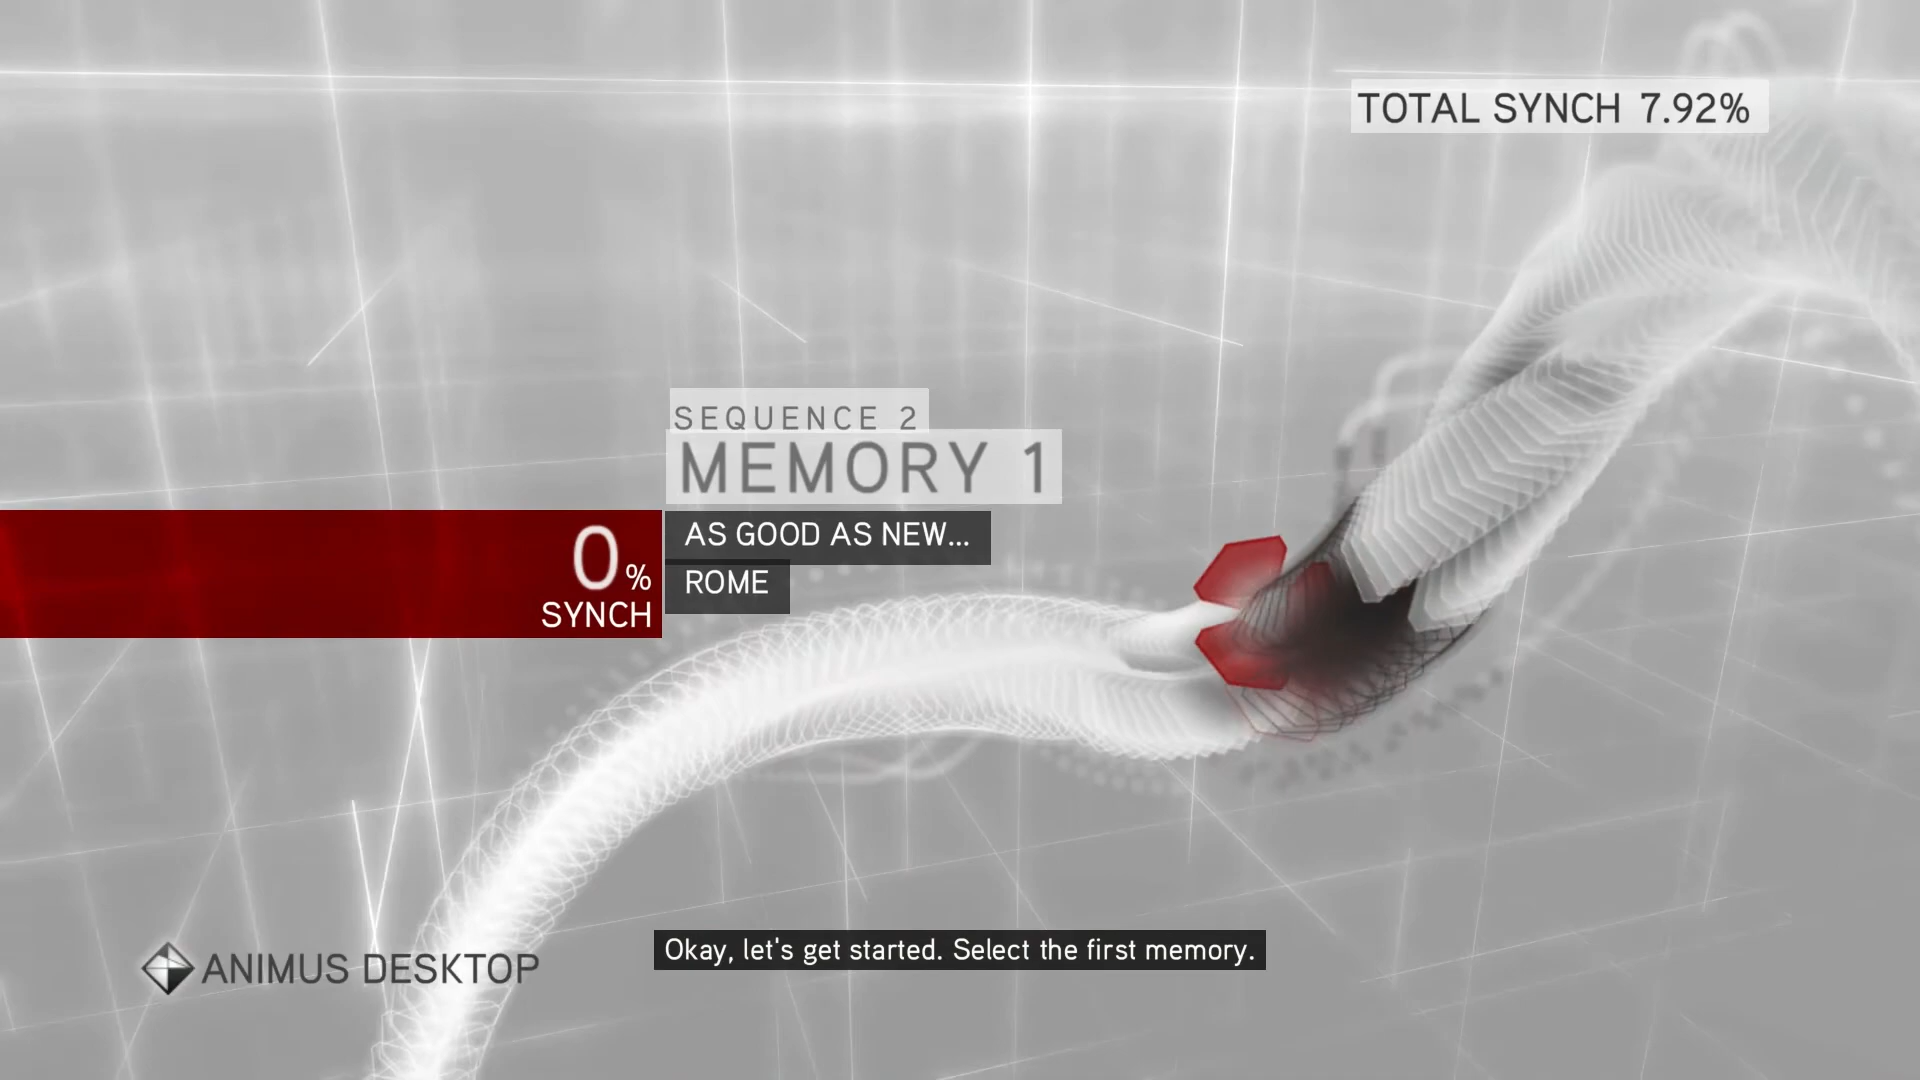 TOTAL SYNCH 7.92%
SEQUENCE 2
MEMORY 1
0%
SYNCH
AS GOOD AS NEW...
ROME
Okay, let's get started. Select the first memory.
ANIMUS DESKTOP